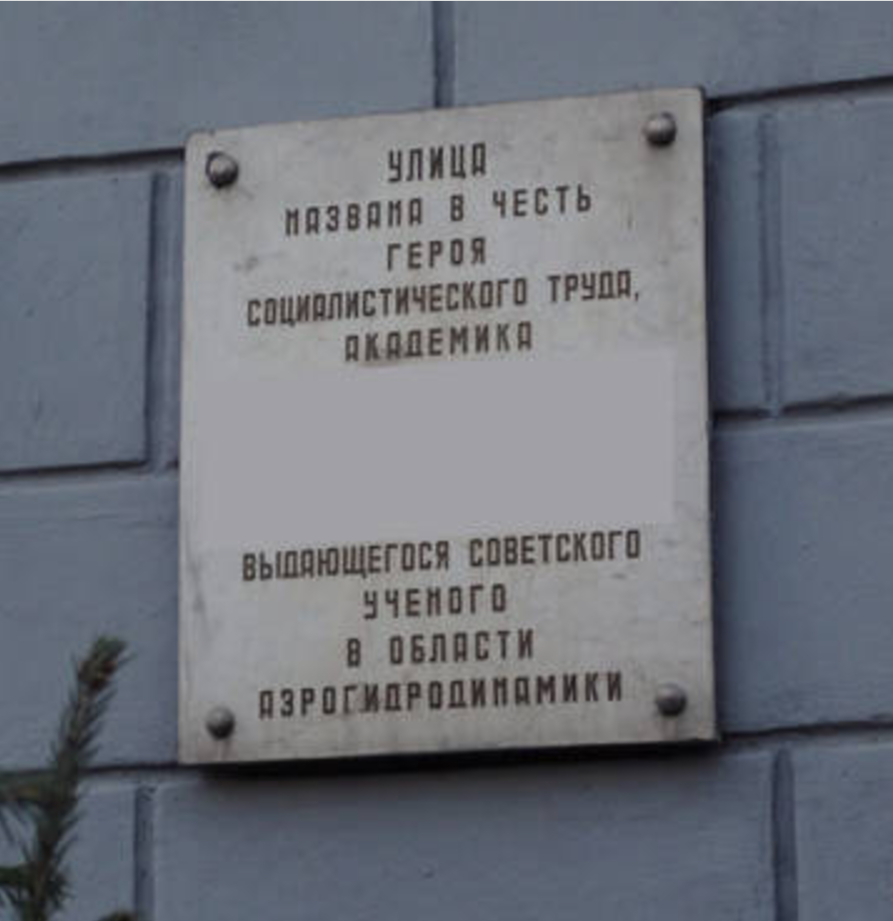 УЛИЦА
НАЗВАНА В ЧЕСТЬ
ГЕРОЯ
СОЦИАЛИСТИЧЕСКОГО ТРУДА,
АКАДЕМИКА
ВЫДАЮЩЕГОСЯ СОВЕТСКОГО
УЧЕНОГО
В ОБЛАСТИ
АЭРОГИДРОДИНАМИКИ